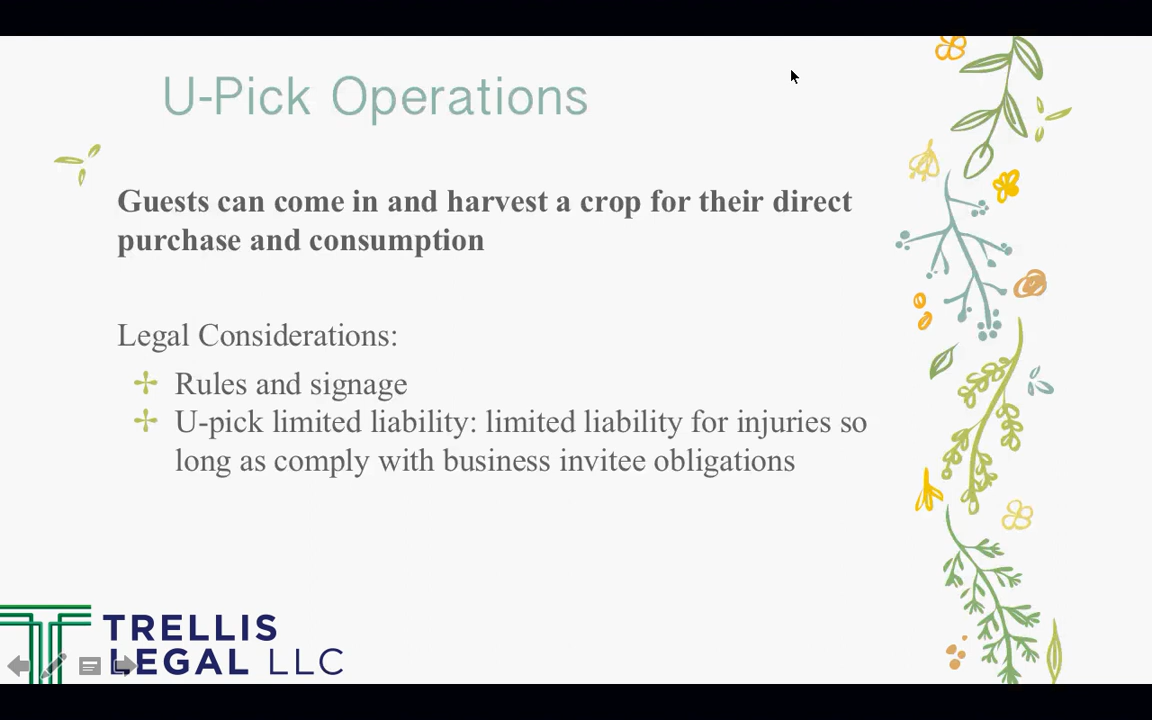 U-Pick Operations
Guests can come in and harvest a crop for their direct
purchase and consumption
Legal Considerations:
Rules and signage
U-pick limited liability: limited liability for injuries so
long as comply with business invitee obligations
TRELLIS
LEGAL LLC